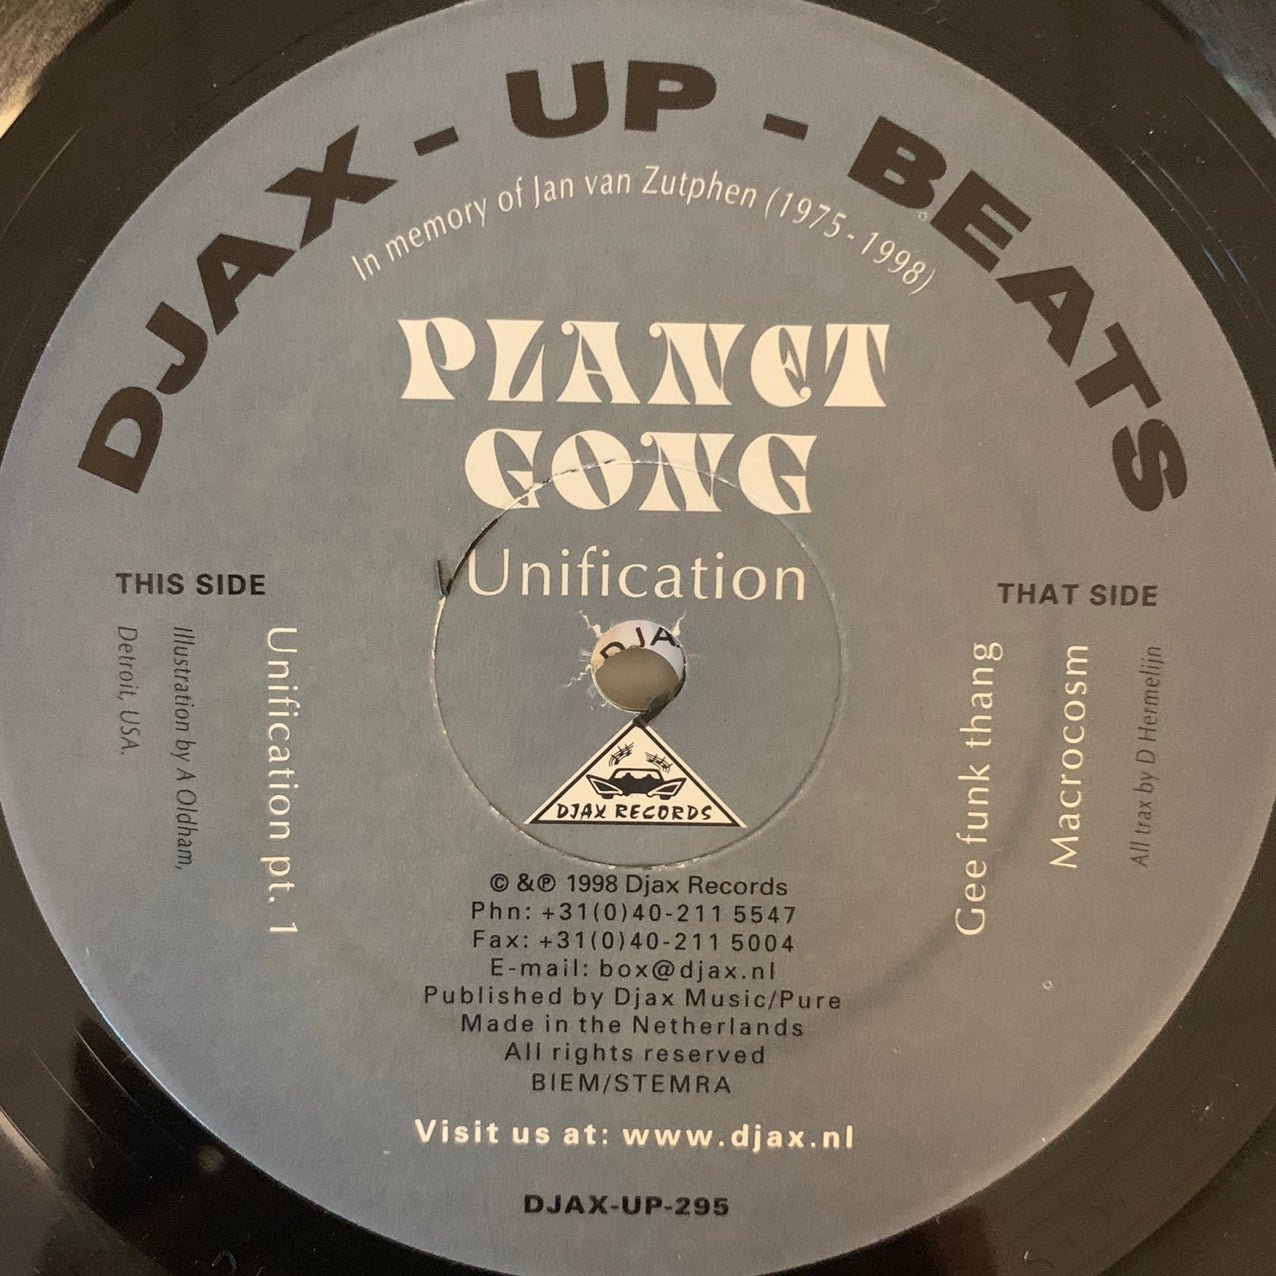 DJAX - UP - BEATS
In memory of Jan van Zutphen (1975 - 1998)
PLANET
GONG
Unification
THIS SIDE
Unification pt. 1
Illustration by A Oldham,
Detroit, USA.
THAT SIDE
Gee funk thang
Macrocosm
All trax by D Hermelijn
DJA
DJAX RECORDS
© & ℗ 1998 Djax Records
Phn: +31(0)40-211 5547
Fax: +31(0)40-211 5004
E-mail: box@djax.nl
Published by Djax Music/Pure
Made in the Netherlands
All rights reserved
BIEM/STEMRA
Visit us at: www.djax.nl
DJAX-UP-295